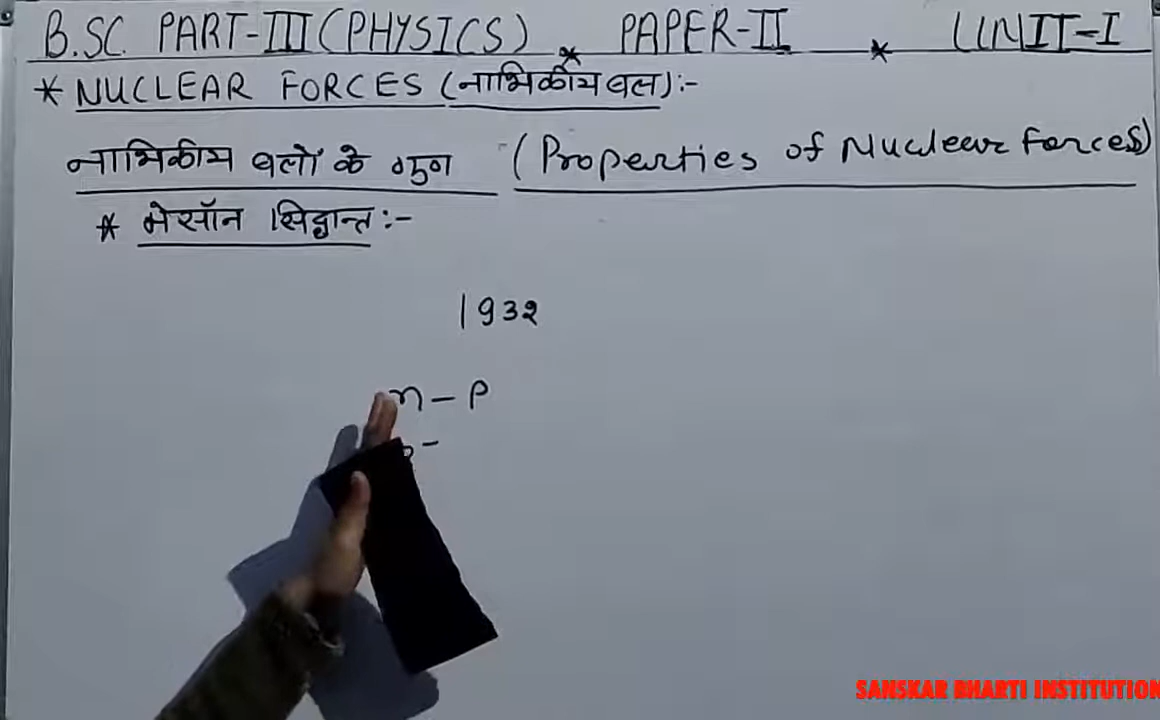 B.SC PART-III (PHYSICS) * PAPER-II * UNIT-I
* NUCLEAR FORCES (नाभिकीय बल) :-
नाभिकीय बलों के गुण (Properties of Nuclear forces)
* मेसॉन सिद्धान्त :-
1932
n - P
-
SANSKAR BHARTI INSTITUTION